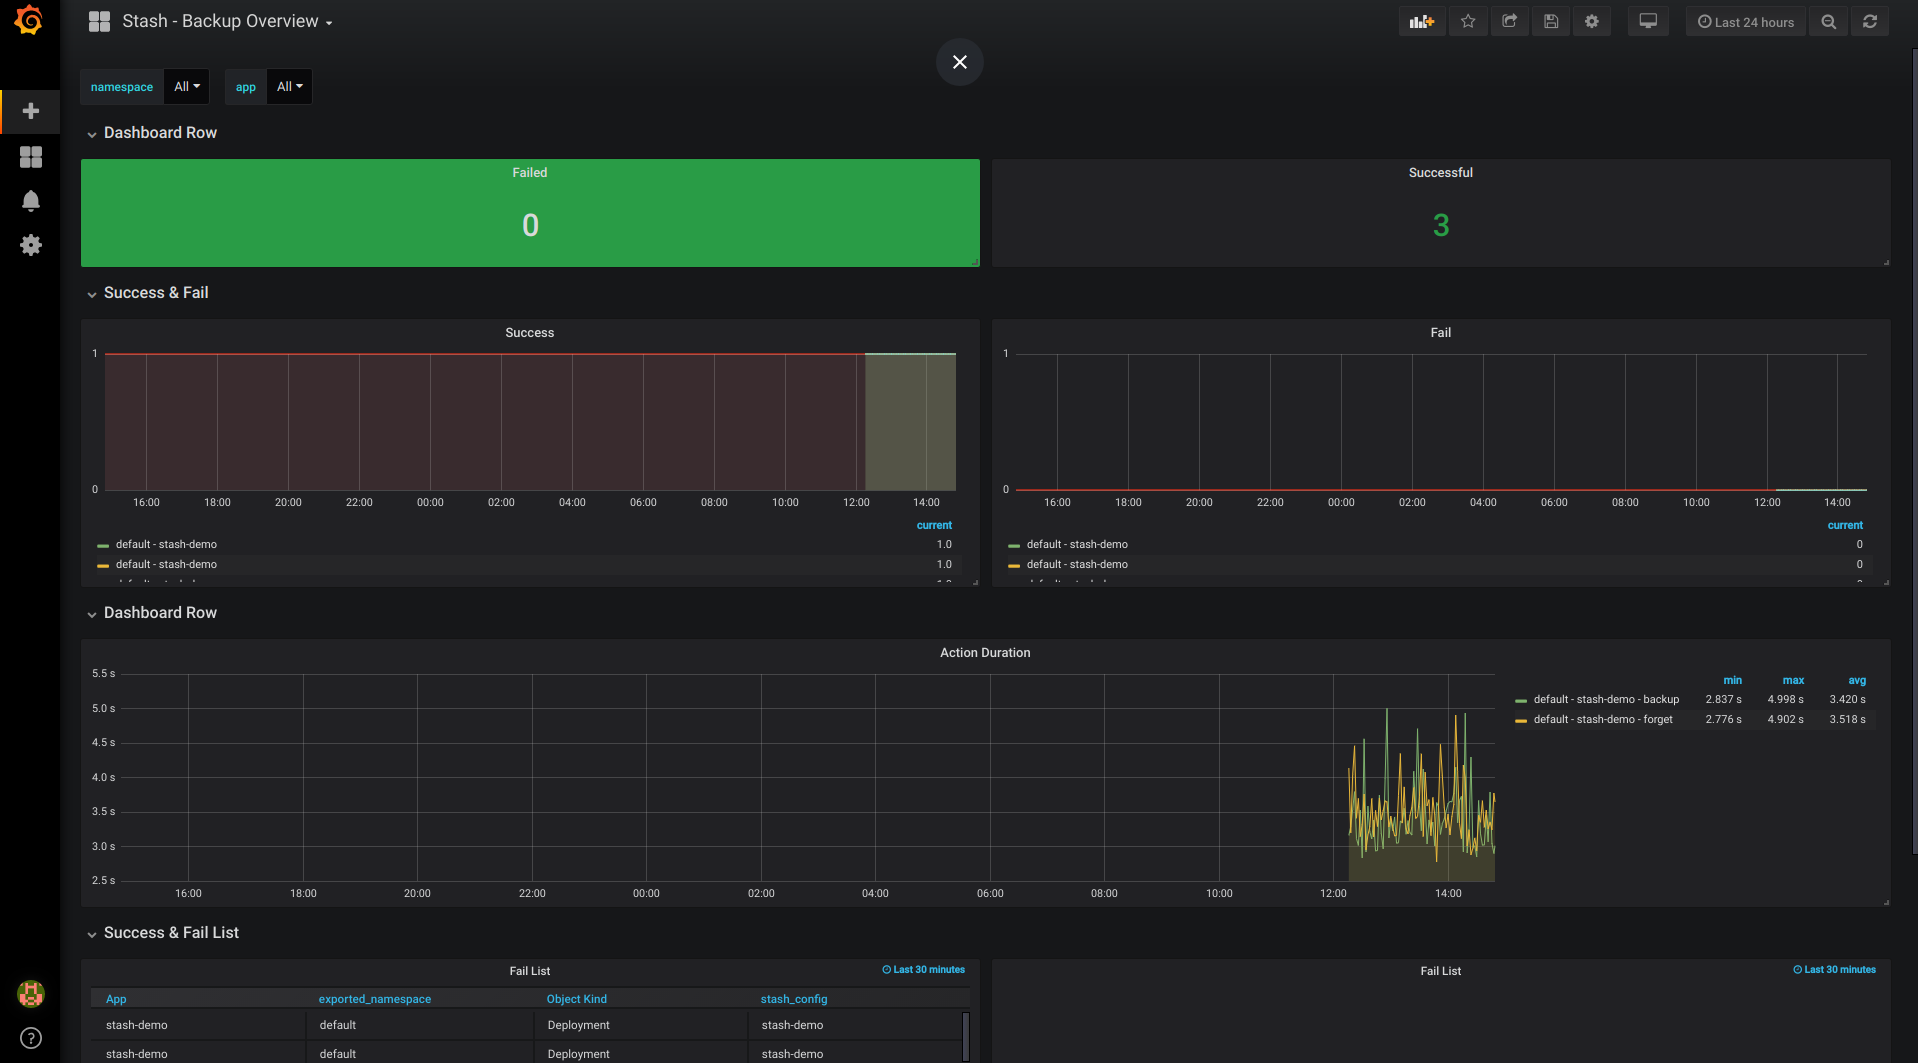 Stash - Backup Overview
Last 24 hours
namespace All app All
Dashboard Row
Failed
0
Successful
3
Success & Fail
Success
1
0
16:00 18:00 20:00 22:00 00:00 02:00 04:00 06:00 08:00 10:00 12:00 14:00
current
default - stash-demo 1.0
default - stash-demo 1.0
Fail
1
0
16:00 18:00 20:00 22:00 00:00 02:00 04:00 06:00 08:00 10:00 12:00 14:00
current
default - stash-demo 0
default - stash-demo 0
Dashboard Row
Action Duration
5.5 s
5.0 s
4.5 s
4.0 s
3.5 s
3.0 s
2.5 s
16:00 18:00 20:00 22:00 00:00 02:00 04:00 06:00 08:00 10:00 12:00 14:00
min max avg
default - stash-demo - backup 2.837 s 4.998 s 3.420 s
default - stash-demo - forget 2.776 s 4.902 s 3.518 s
Success & Fail List
Fail List
Last 30 minutes
App exported_namespace Object Kind stash_config
stash-demo default Deployment stash-demo
stash-demo default Deployment stash-demo
Fail List
Last 30 minutes